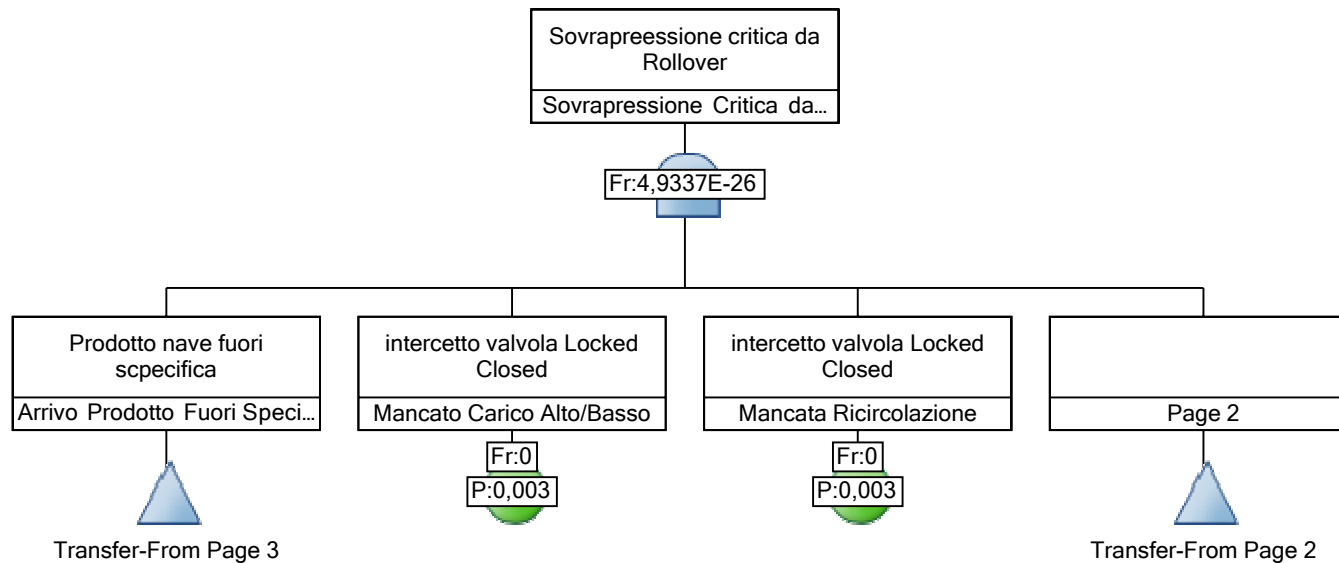 Sovrapreessione critica da
Rollover
Sovrapressione Critica da...
Fr:4,9337E-26
Prodotto nave fuori
scpecifica
Arrivo Prodotto Fuori Speci...
intercetto valvola Locked
Closed
Mancato Carico Alto/Basso
intercetto valvola Locked
Closed
Mancata Ricircolazione
Page 2
Fr:0
P:0,003
Fr:0
P:0,003
Transfer-From Page 3
Transfer-From Page 2